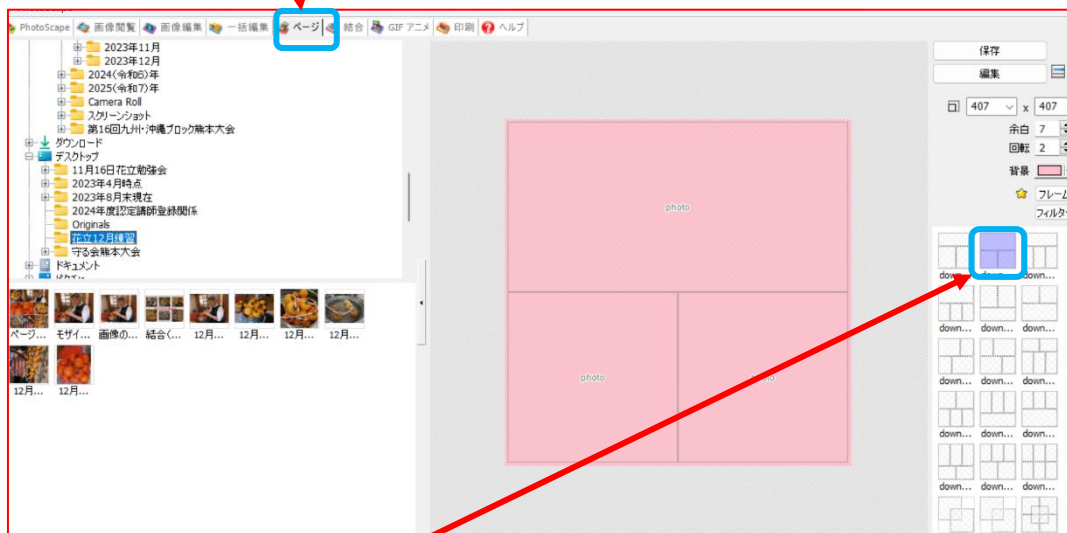 PhotoScape 画像閲覧 画像編集 一括編集 ページ 結合 GIF アニメ 印刷 ヘルプ
2023年11月
2023年12月
2024(令和6)年
2025(令和7)年
Camera Roll
スクリーンショット
第16回九州・沖縄ブロック熊本大会
ダウンロード
デスクトップ
11月16日花立勉強会
2023年4月時点
2023年8月末現在
2024年度認定講師登録関係
Originals
花立12月練習
守る会熊本大会
ドキュメント
ページ... モザイ... 画像の... 結合(... 12月... 12月... 12月... 12月...
12月... 12月...
photo
photo
photo
保存
編集
407 x 407
余白 7
回転 2
背景
フレーム
フィルター
down... down... down...
down... down... down...
down... down... down...
down... down... down...
down... down... down...